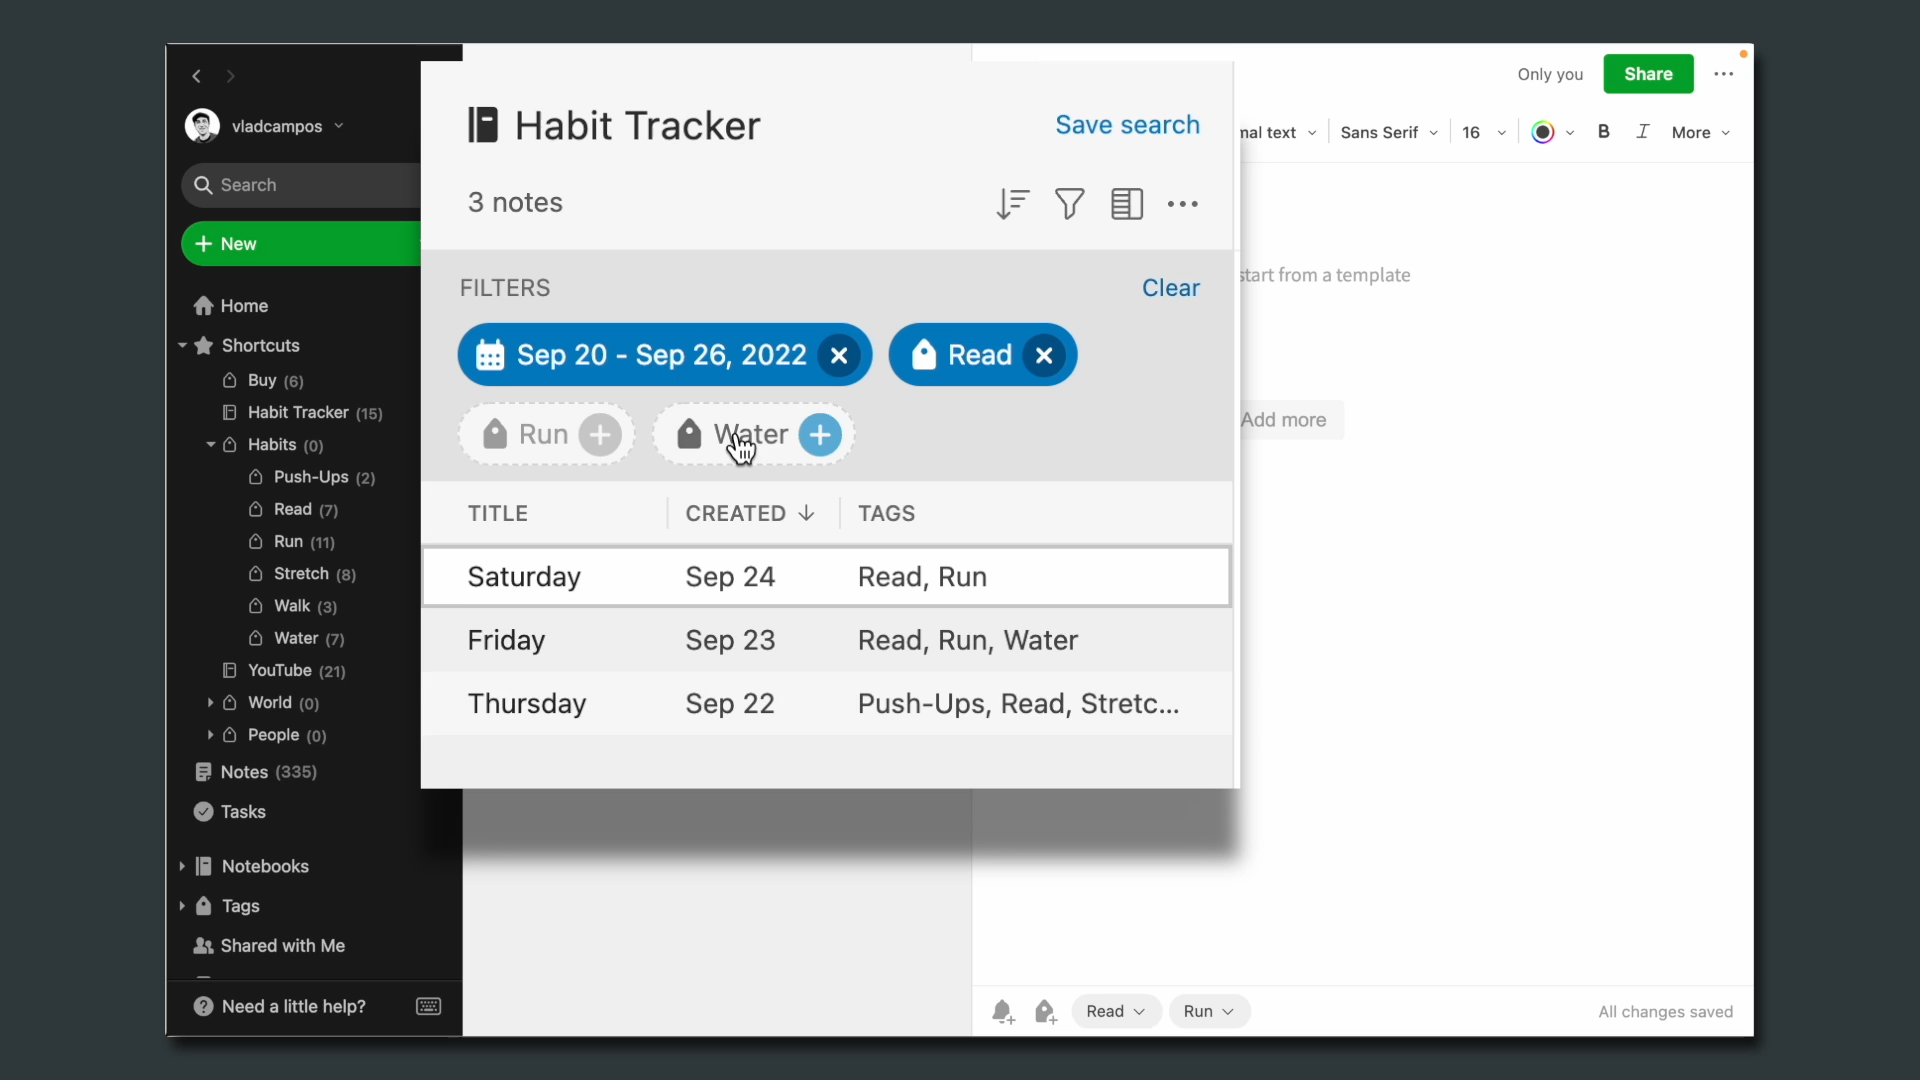 vladcampos
Search
New
Home
Shortcuts
Buy (6)
Habit Tracker (15)
Habits (0)
Push-Ups (2)
Read (7)
Run (11)
Stretch (8)
Walk (3)
Water (7)
YouTube (21)
World (0)
People (0)
Notes (335)
Tasks
Notebooks
Tags
Shared with Me
Need a little help?
Habit Tracker
Save search
3 notes
FILTERS
Clear
Sep 20 - Sep 26, 2022
Read
Run
Water
TITLE CREATED TAGS
Saturday Sep 24 Read, Run
Friday Sep 23 Read, Run, Water
Thursday Sep 22 Push-Ups, Read, Stretc...
Only you
Share
nal text Sans Serif 16 B I More
start from a template
Add more
Read
Run
All changes saved